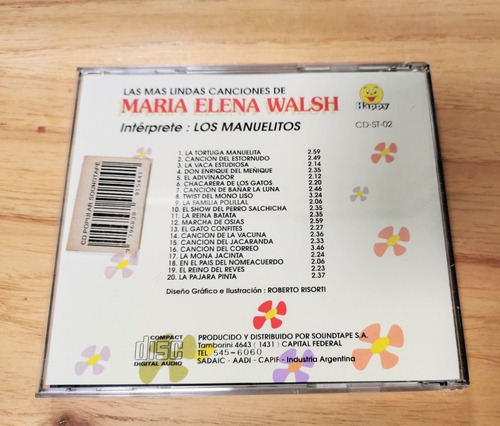 LAS MAS LINDAS CANCIONES DE
MARIA ELENA WALSH
Happy
Intérprete : LOS MANUELITOS
CD-ST-02
1. LA TORTUGA MANUELITA 2.59
2. CANCION DEL ESTORNUDO 2.49
3. LA VACA ESTUDIOSA 2.14
4. DON ENRIQUE DEL MEÑIQUE 2.35
5. EL ADIVINADOR 2.12
6. CHACARERA DE LOS GATOS 2.20
7. CANCION DE BAÑAR LA LUNA 2.46
8. TWIST DEL MONO LISO 3.24
9. LA FAMILIA POLILLAL 2.06
10. EL SHOW DEL PERRO SALCHICHA 2.35
11. LA REINA BATATA 2.35
12. MARCHA DE OSIAS 2.59
13. EL GATO CONFITES 2.27
14. CANCION DE LA VACUNA 2.36
15. CANCION DEL JACARANDA 2.33
16. CANCION DEL CORREO 3.46
17. LA MONA JACINTA 2.20
18. EN EL PAIS DEL NOMEACUERDO 2.06
19. EL REINO DEL REVES 2.23
20. LA PAJARA PINTA 2.37
Diseño Gráfico e Ilustración : ROBERTO RISORTI
CD POPULAR SOUNDTAPE
COMPACT
disc
DIGITAL AUDIO
PRODUCIDO Y DISTRIBUIDO POR SOUNDTAPE S.A.
Tamborini 4643 ( 1431 ) CAPITAL FEDERAL
TEL 545-6060
SADAIC - AADI - CAPIF - Industria Argentina